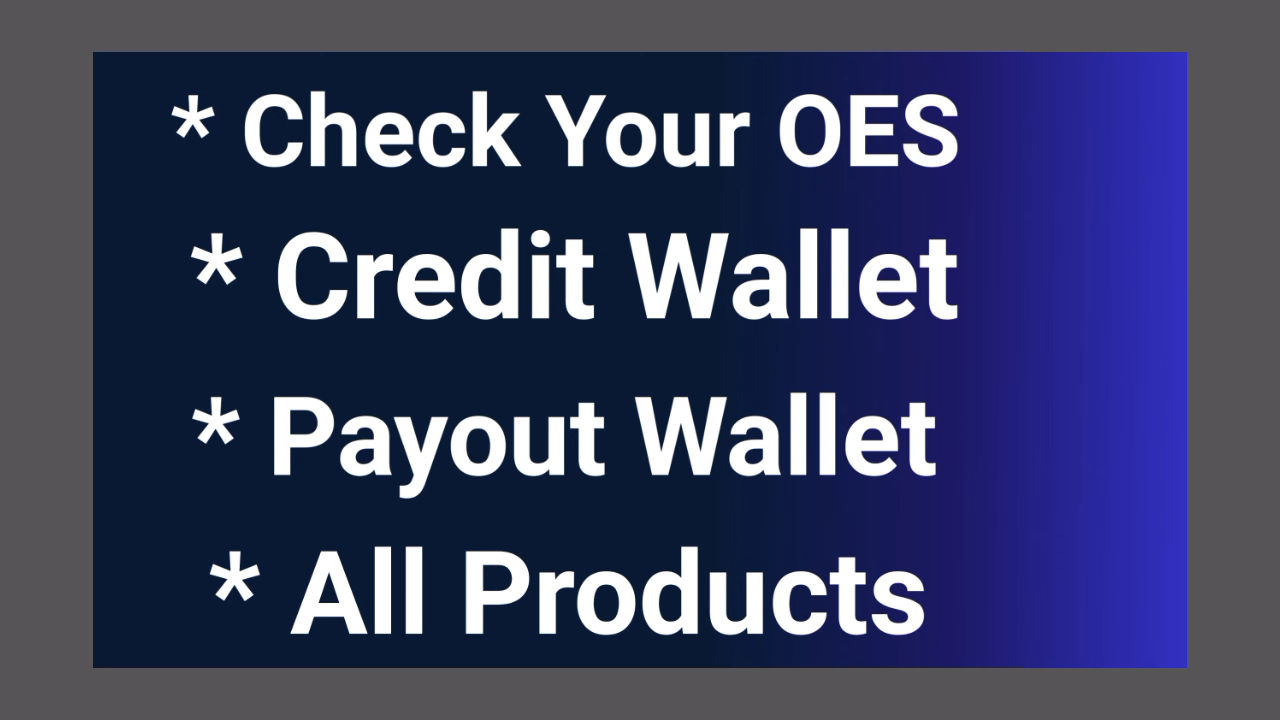 * Check Your OES
* Credit Wallet
* Payout Wallet
* All Products